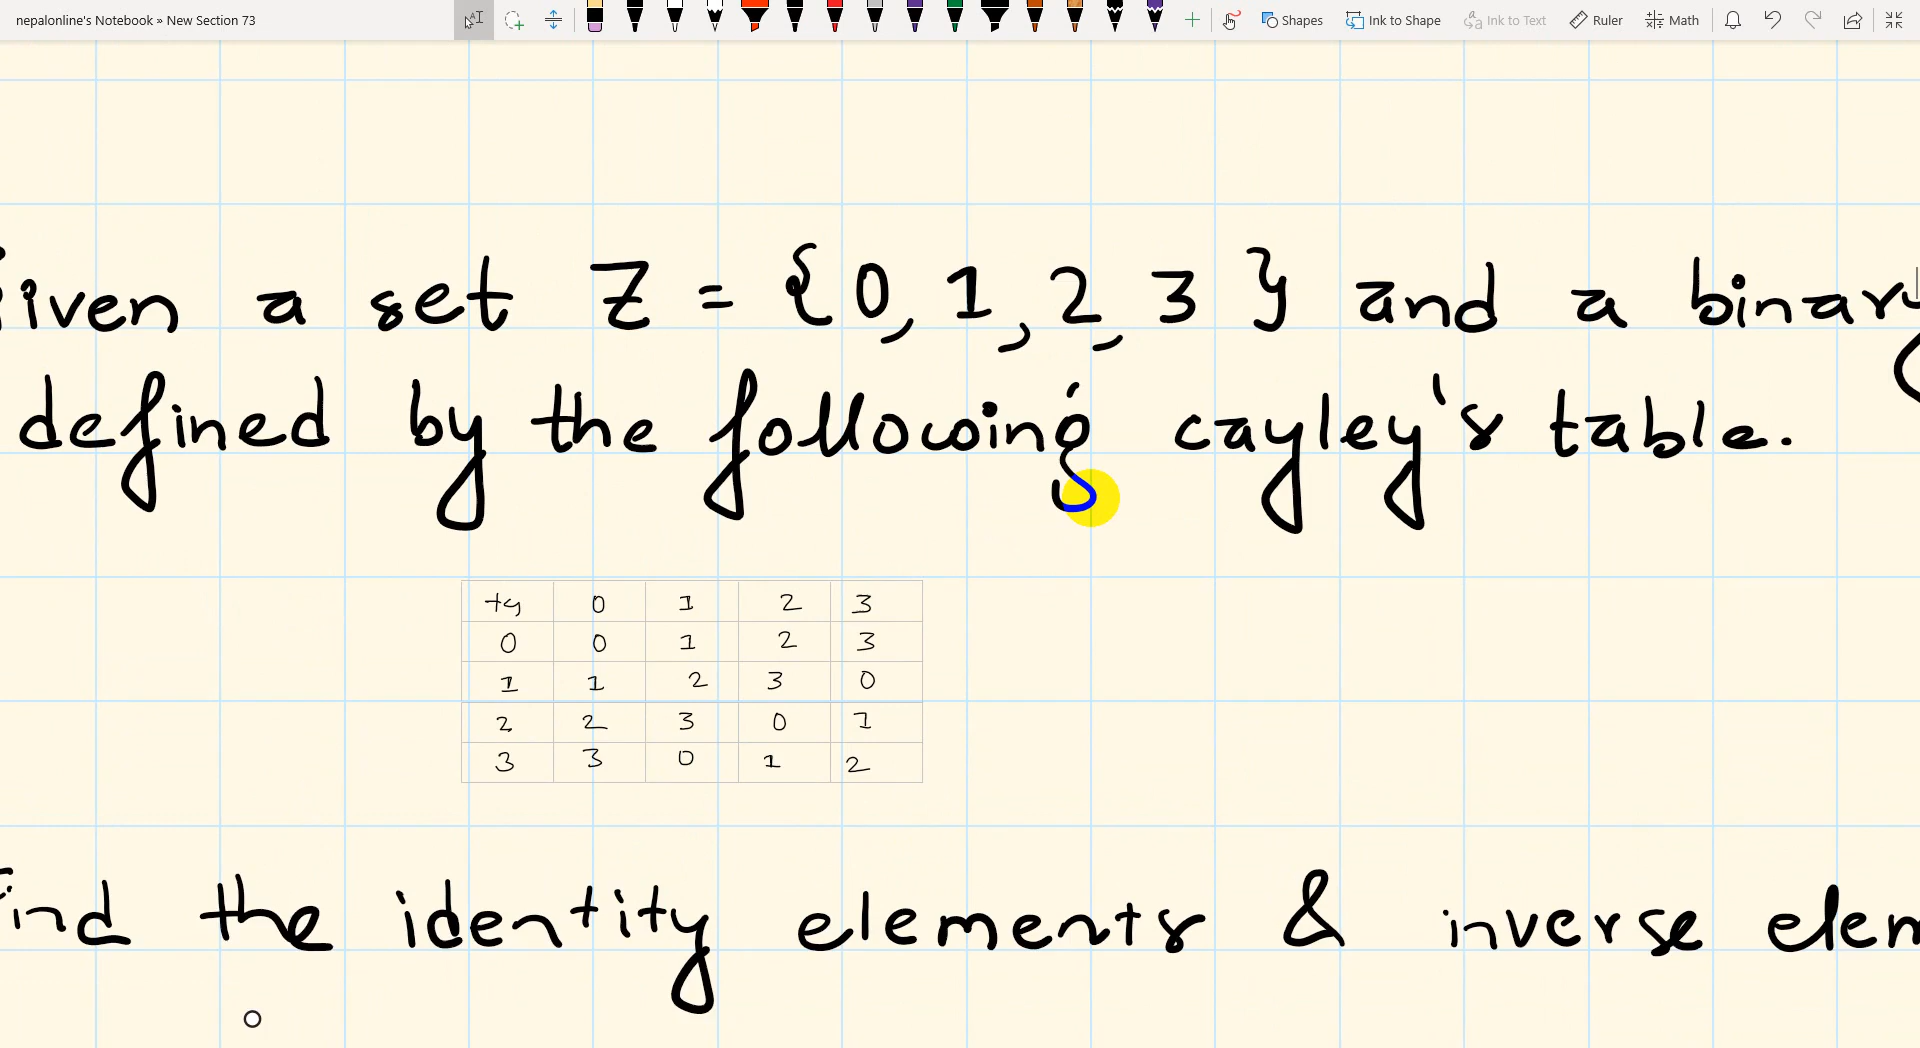 nepalonline's Notebook » New Section 73
Shapes Ink to Shape Ink to Text Ruler Math
iven a set Z = {0, 1, 2, 3 } and a binary
defined by the following cayley's table.
+4 0 1 2 3
0 0 1 2 3
1 1 2 3 0
2 2 3 0 1
3 3 0 1 2
ind the identity elements & inverse elem